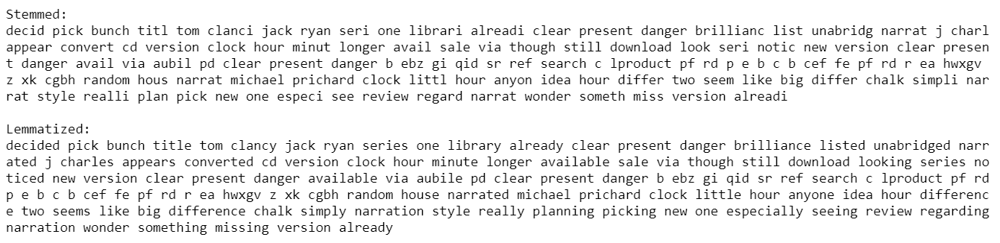 Stemmed:
decid pick bunch titl tom clanci jack ryan seri one librari alreadi clear present danger brillianc list unabridg narrat j charl
appear convert cd version clock hour minut longer avail sale via though still download look seri notic new version clear presen
t danger avail via aubil pd clear present danger b ebz gi qid sr ref search c lproduct pf rd p e b c b cef fe pf rd r ea hwxgv
z xk cgbh random hous narrat michael prichard clock littl hour anyon idea hour differ two seem like big differ chalk simpli nar
rat style realli plan pick new one especi see review regard narrat wonder someth miss version alreadi

Lemmatized:
decided pick bunch title tom clancy jack ryan series one library already clear present danger brilliance listed unabridged narr
ated j charles appears converted cd version clock hour minute longer available sale via though still download looking series no
ticed new version clear present danger available via aubile pd clear present danger b ebz gi qid sr ref search c lproduct pf rd
p e b c b cef fe pf rd r ea hwxgv z xk cgbh random house narrated michael prichard clock little hour anyone idea hour differenc
e two seems like big difference chalk simply narration style really planning picking new one especially seeing review regarding
narration wonder something missing version already